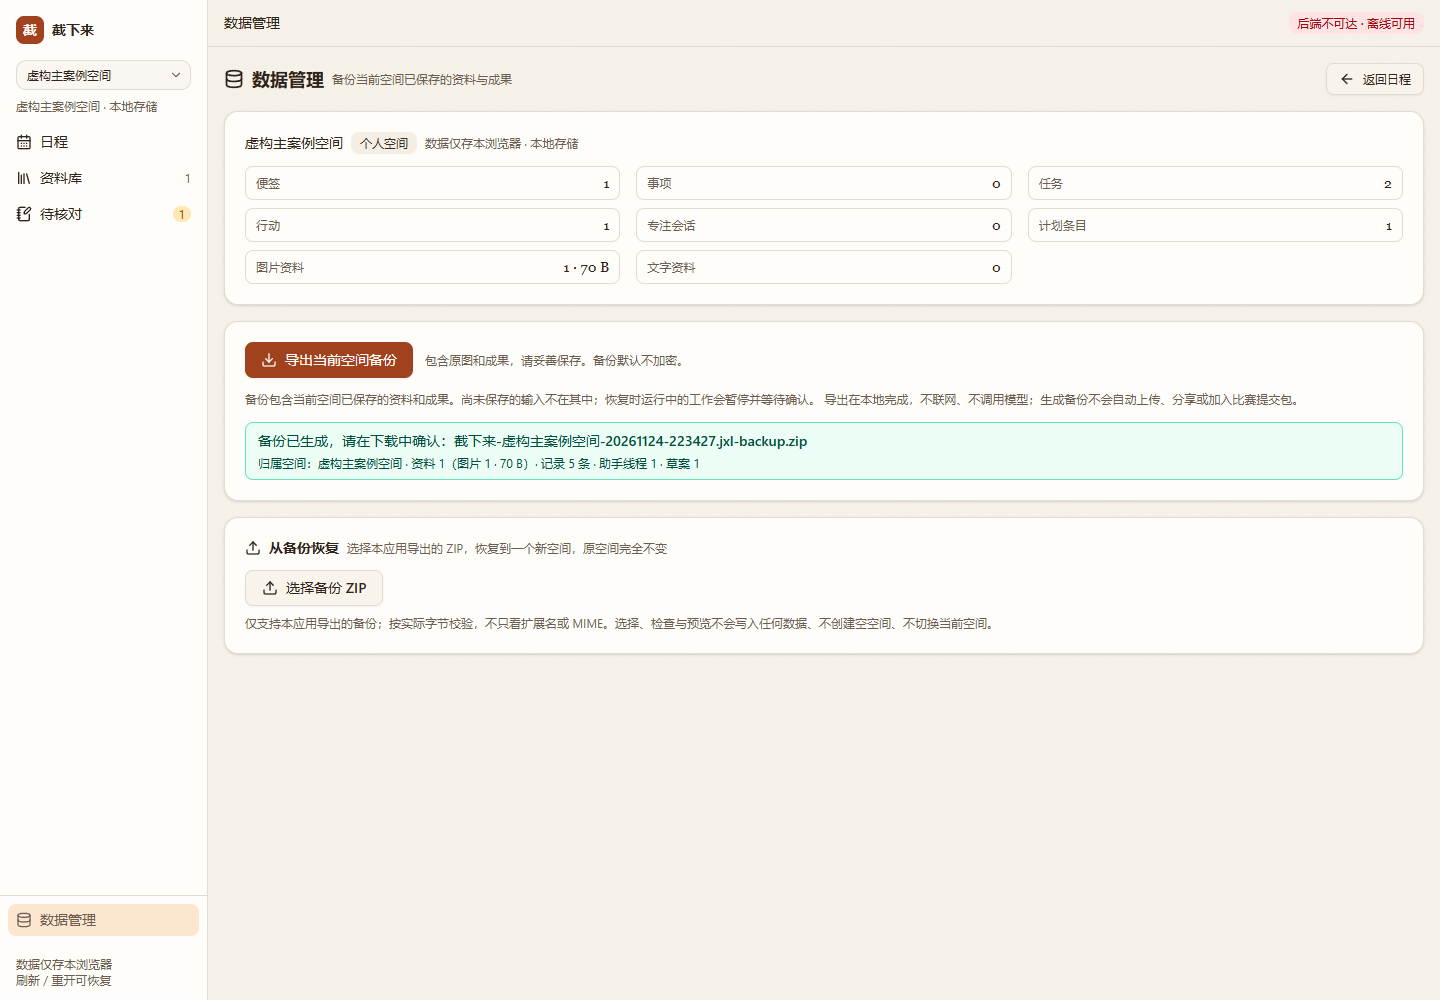 截 截下来
虚构主案例空间
虚构主案例空间 · 本地存储
日程
资料库 1
待核对 1
数据管理
数据仅存本浏览器
刷新 / 重开可恢复
数据管理
后端不可达 · 离线可用
数据管理 备份当前空间已保存的资料与成果
返回日程
虚构主案例空间 个人空间 数据仅存本浏览器 · 本地存储
便签 1
事项 0
任务 2
行动 1
专注会话 0
计划条目 1
图片资料 1 · 70 B
文字资料 0
导出当前空间备份 包含原图和成果，请妥善保存。备份默认不加密。
备份包含当前空间已保存的资料和成果。尚未保存的输入不在其中；恢复时运行中的工作会暂停并等待确认。 导出在本地完成，不联网、不调用模型；生成备份不会自动上传、分享或加入比赛提交包。
备份已生成，请在下载中确认：截下来-虚构主案例空间-20261124-223427.jxl-backup.zip
归属空间：虚构主案例空间 · 资料 1（图片 1 · 70 B）· 记录 5 条 · 助手线程 1 · 草案 1
从备份恢复 选择本应用导出的 ZIP，恢复到一个新空间，原空间完全不变
选择备份 ZIP
仅支持本应用导出的备份；按实际字节校验，不只看扩展名或 MIME。选择、检查与预览不会写入任何数据、不创建空空间、不切换当前空间。